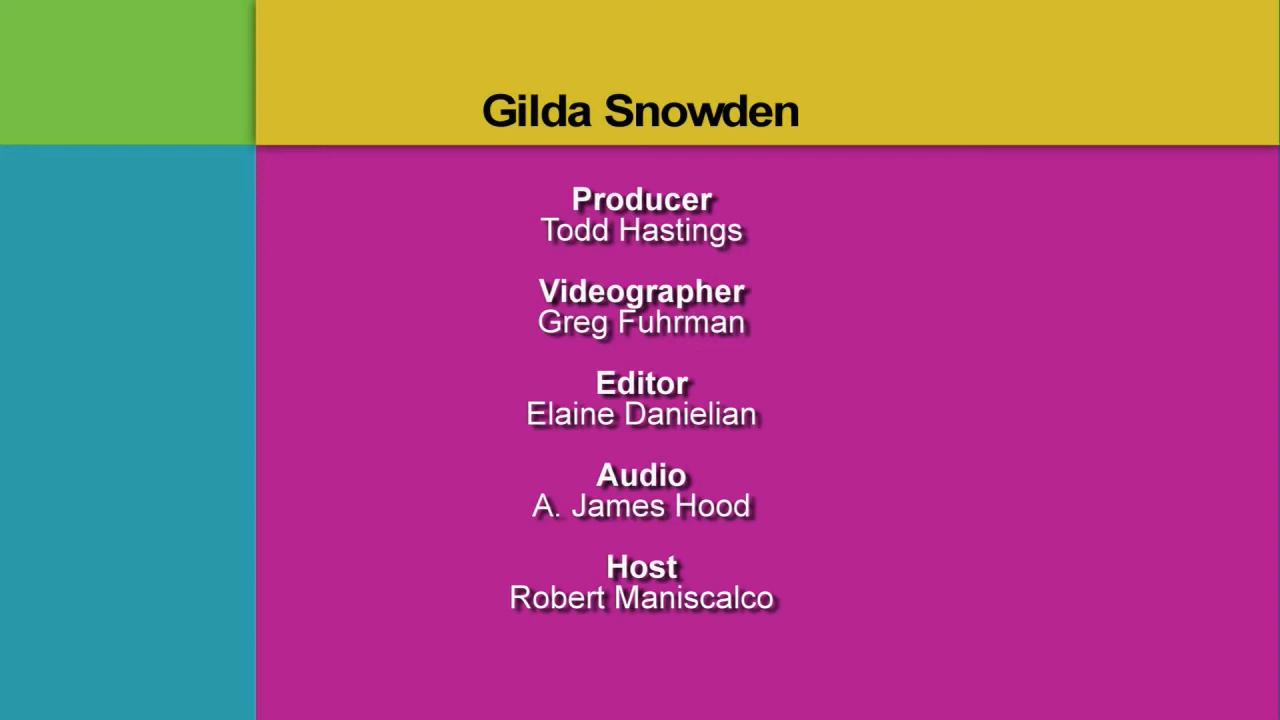 Gilda Snowden
Producer
Todd Hastings
Videographer
Greg Fuhrman
Editor
Elaine Danielian
Audio
A. James Hood
Host
Robert Maniscalco